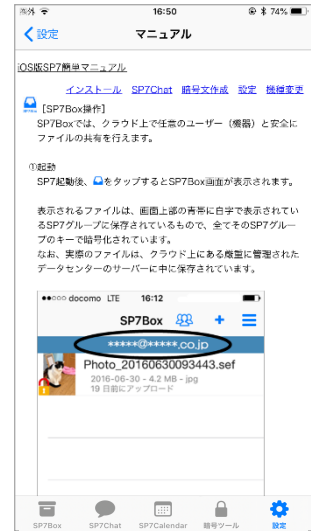 圏外 16:50 74%
設定 マニュアル
iOS版SP7簡単マニュアル
インストール SP7Chat 暗号文作成 設定 機種変更
[SP7Box操作]
SP7Boxでは、クラウド上で任意のユーザー（機器）と安全に
ファイルの共有を行えます。
①起動
SP7起動後、をタップするとSP7Box画面が表示されます。
表示されるファイルは、画面上部の青帯に白字で表示されてい
るSP7グループに保存されているもので、全てそのSP7グルー
プのキーで暗号化されています。
なお、実際のファイルは、クラウド上にある厳重に管理された
データセンターのサーバーに中に保存されています。
●●○○○ docomo LTE 16:12
SP7Box +
*****@*****.co.jp
Photo_20160630093443.sef
2016-06-30 - 4.2 MB - jpg
19 日前にアップロード
SP7Box SP7Chat SP7Calendar 暗号ツール 設定